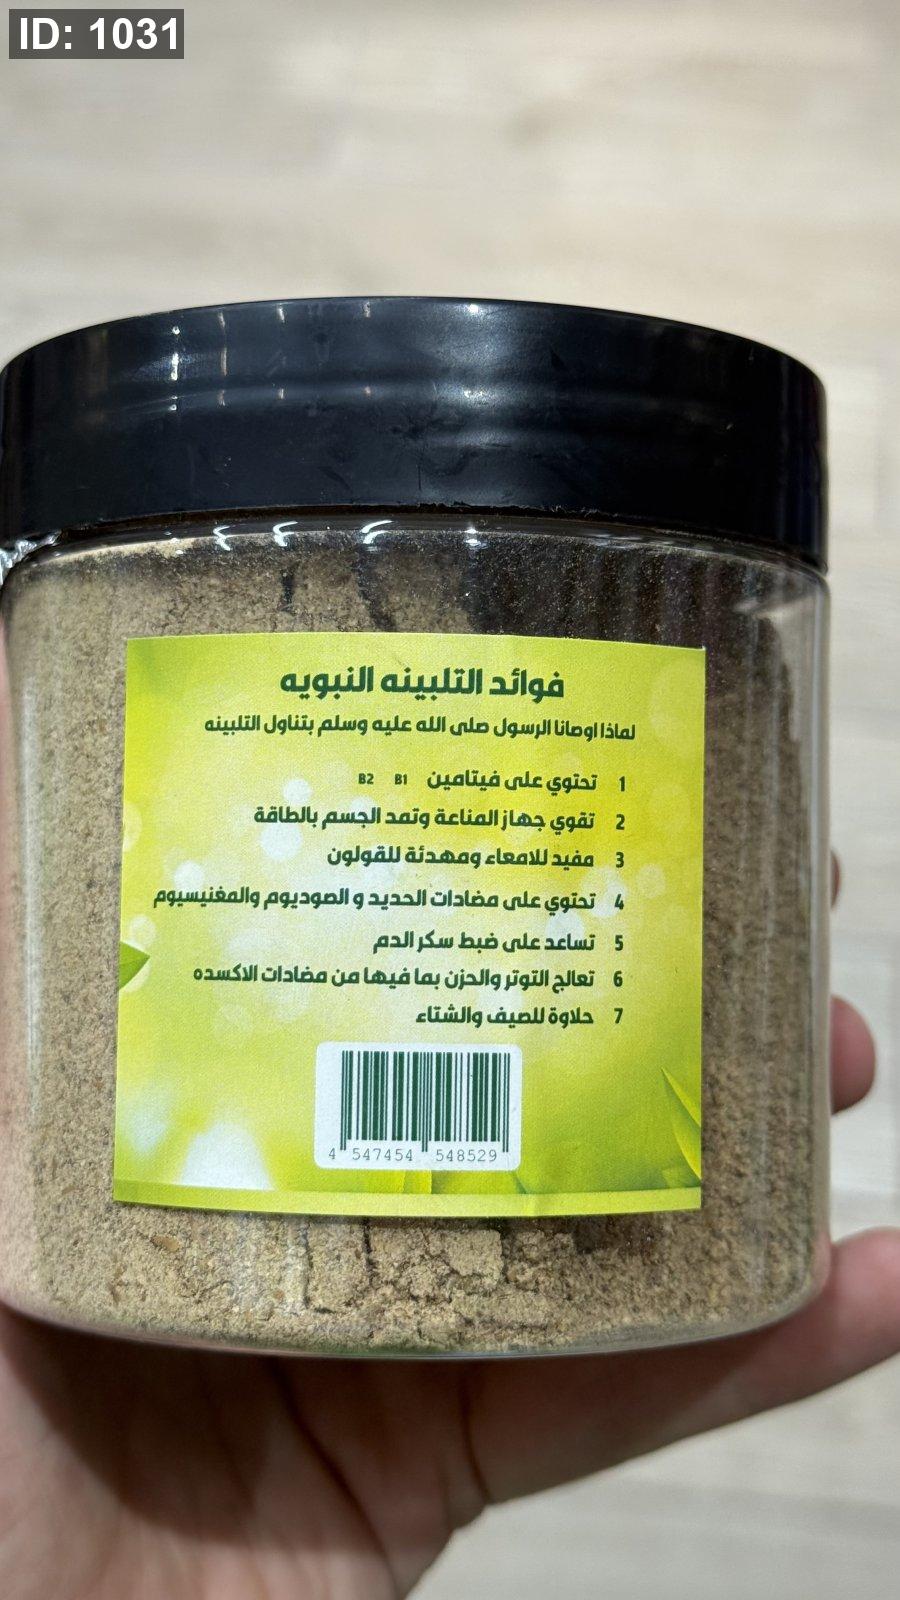 ID: 1031
فوائد التلبينه النبويه
لماذا اوصانا الرسول صلى الله عليه وسلم بتناول التلبينه
1 تحتوي على فيتامين B1 B2
2 تقوي جهاز المناعة وتمد الجسم بالطاقة
3 مفيد للامعاء ومهدئة للقولون
4 تحتوي على مضادات الحديد و الصوديوم والمغنيسيوم
5 تساعد على ضبط سكر الدم
6 تعالج التوتر والحزن بما فيها من مضادات الاكسده
7 حلاوة للصيف والشتاء
4 547454 548529